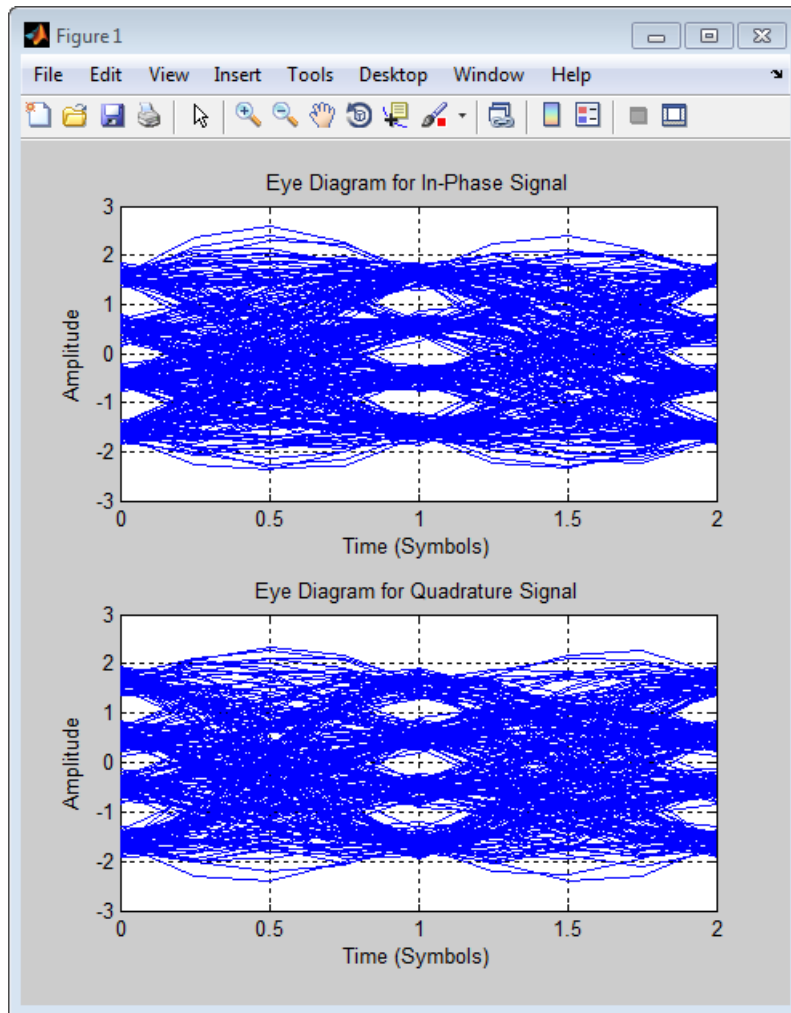 Figure 1
File Edit View Insert Tools Desktop Window Help
Eye Diagram for In-Phase Signal
3
2
1
0
-1
-2
-3
Amplitude
0 0.5 1 1.5 2
Time (Symbols)
Eye Diagram for Quadrature Signal
3
2
1
0
-1
-2
-3
Amplitude
0 0.5 1 1.5 2
Time (Symbols)